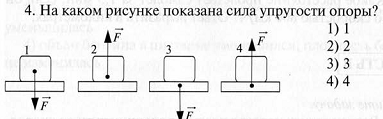 4. На каком рисунке показана сила упругости опоры?
1) 1
2) 2
3) 3
4) 4
1 2 3 4
F F F F